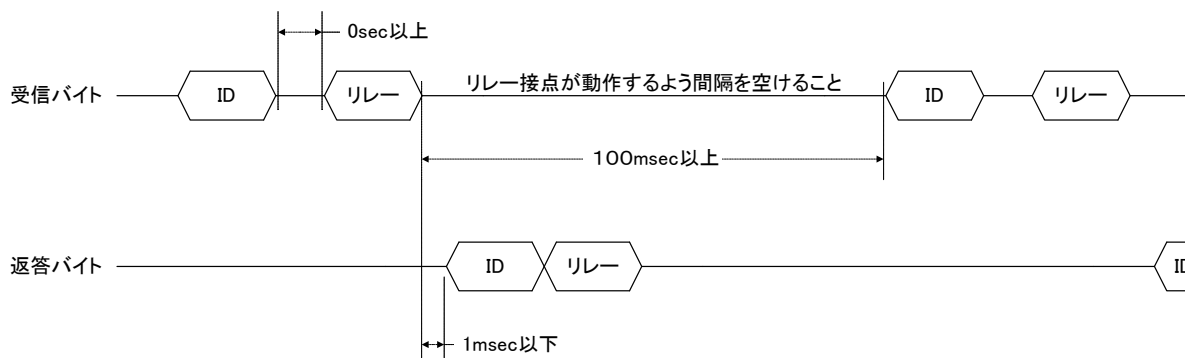 0sec以上
受信バイト
ID
リレー
リレー接点が動作するよう間隔を空けること
ID
リレー
100msec以上
返答バイト
ID
リレー
ID
1msec以下